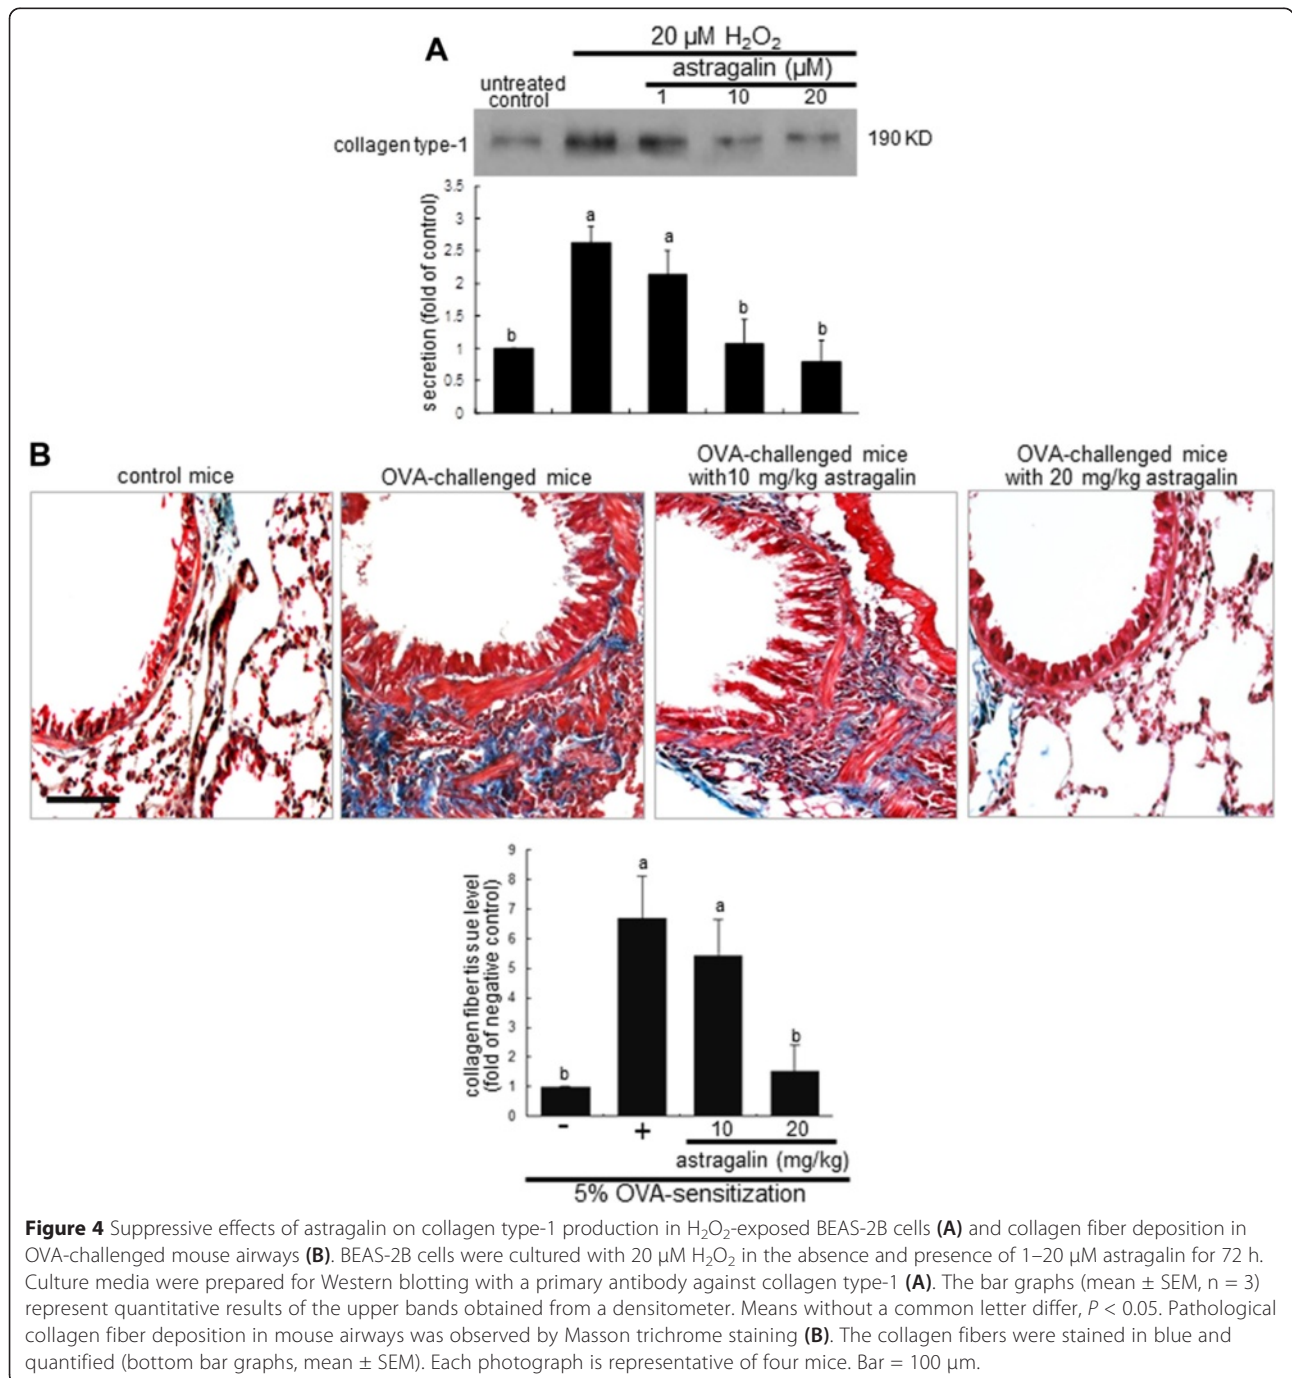 A
20 µM H₂O₂
astragalin (µM)
untreated control
1 10 20
collagen type-1
190 KD
secretion (fold of control)
3.5
3
2.5
2
1.5
1
0.5
0
b a a b b
B
control mice
OVA-challenged mice
OVA-challenged mice
with10 mg/kg astragalin
OVA-challenged mice
with 20 mg/kg astragalin
collagen fiber tissue level
(fold of negative control)
9
8
7
6
5
4
3
2
1
0
b a a b
- + 10 20
astragalin (mg/kg)
5% OVA-sensitization
Figure 4 Suppressive effects of astragalin on collagen type-1 production in H₂O₂-exposed BEAS-2B cells (A) and collagen fiber deposition in
OVA-challenged mouse airways (B). BEAS-2B cells were cultured with 20 µM H₂O₂ in the absence and presence of 1–20 µM astragalin for 72 h.
Culture media were prepared for Western blotting with a primary antibody against collagen type-1 (A). The bar graphs (mean ± SEM, n = 3)
represent quantitative results of the upper bands obtained from a densitometer. Means without a common letter differ, P < 0.05. Pathological
collagen fiber deposition in mouse airways was observed by Masson trichrome staining (B). The collagen fibers were stained in blue and
quantified (bottom bar graphs, mean ± SEM). Each photograph is representative of four mice. Bar = 100 µm.